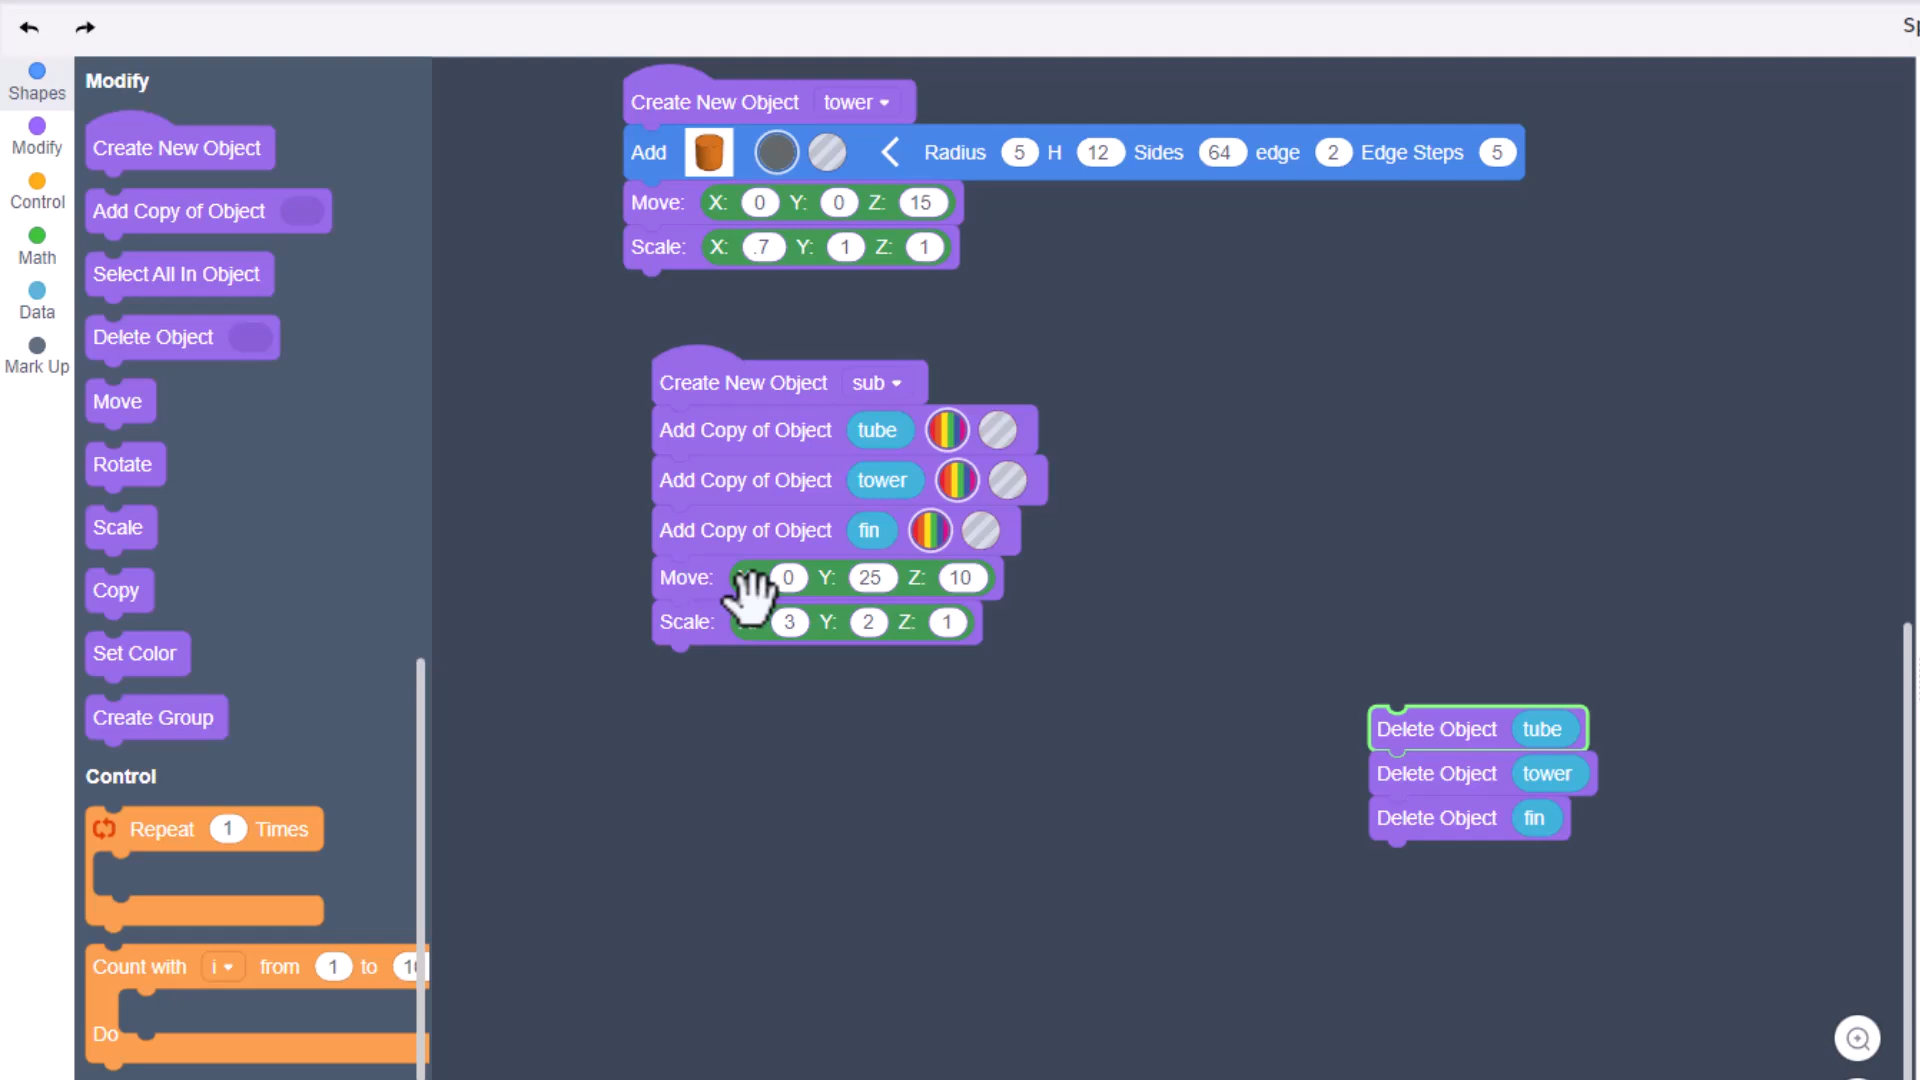 Sp
Shapes
Modify
Control
Math
Data
Mark Up
Modify
Create New Object
Add Copy of Object
Select All In Object
Delete Object
Move
Rotate
Scale
Copy
Set Color
Create Group
Control
Repeat 1 Times
Count with i from 1 to 10
Do
Create New Object tower
Add Radius 5 H 12 Sides 64 edge 2 Edge Steps 5
Move: X: 0 Y: 0 Z: 15
Scale: X: .7 Y: 1 Z: 1
Create New Object sub
Add Copy of Object tube
Add Copy of Object tower
Add Copy of Object fin
Move: 0 Y: 25 Z: 10
Scale: 3 Y: 2 Z: 1
Delete Object tube
Delete Object tower
Delete Object fin